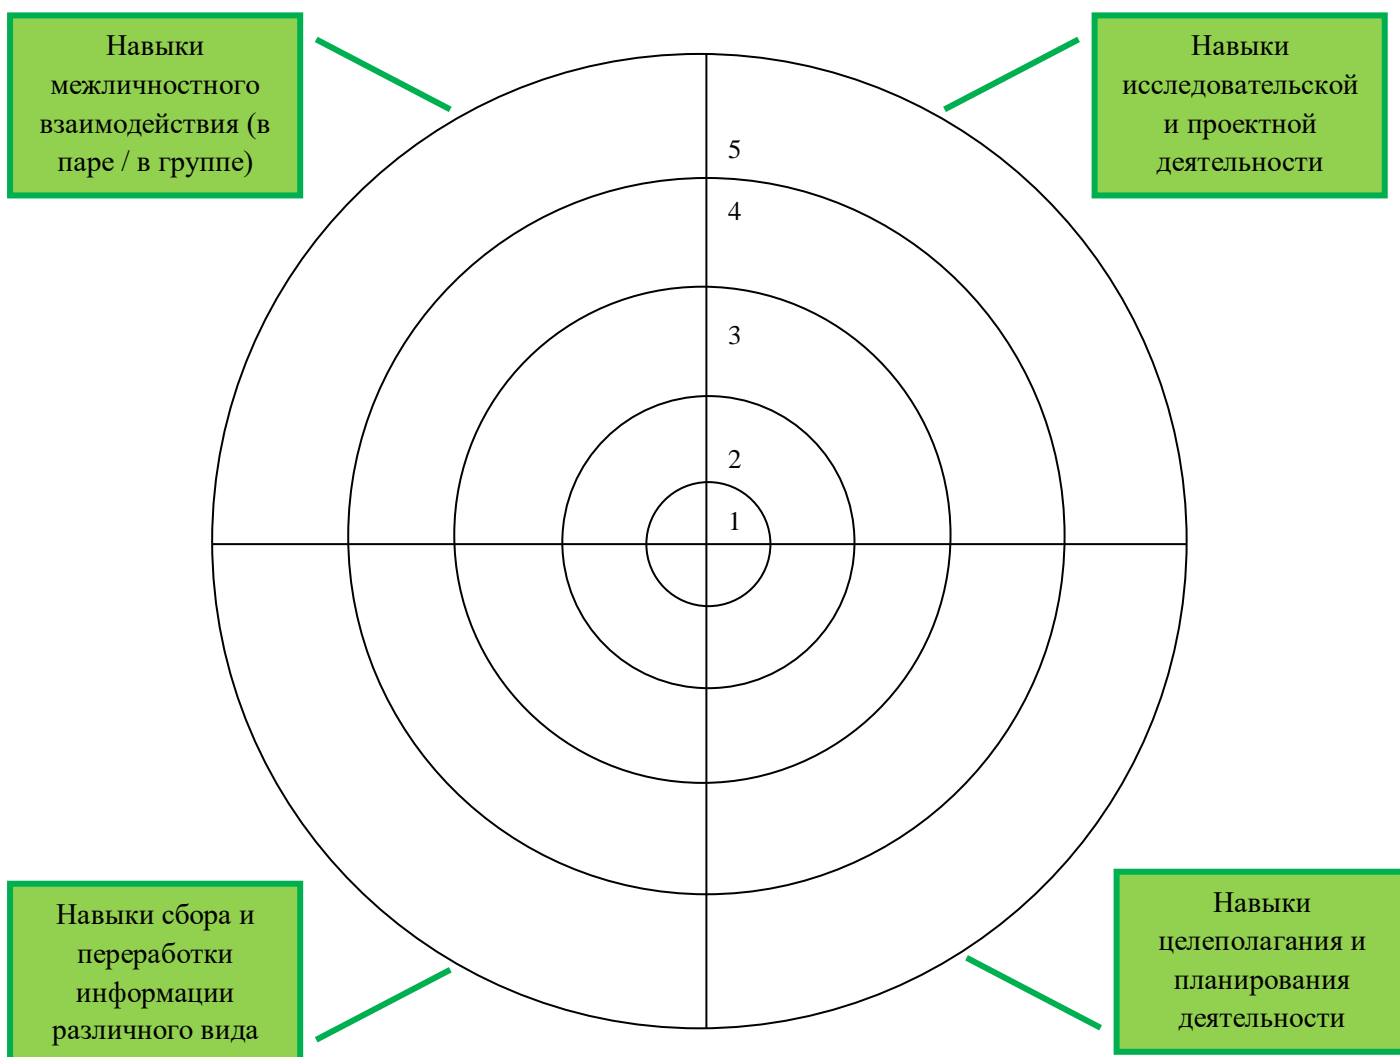 Навыки
межличностного
взаимодействия (в
паре / в группе)
Навыки
исследовательской
и проектной
деятельности
5
4
3
2
1
Навыки сбора и
переработки
информации
различного вида
Навыки
целеполагания и
планирования
деятельности